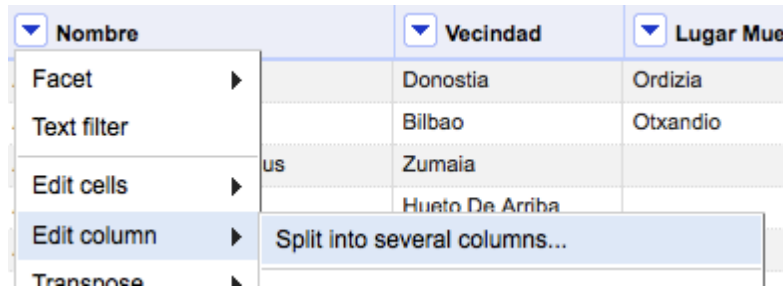 Nombre Vecindad Lugar Mue
Facet Donostia Ordizia
Text filter Bilbao Otxandio
us Zumaia
Edit cells Hueto De Arriba
Edit column Split into several columns...
Transpose